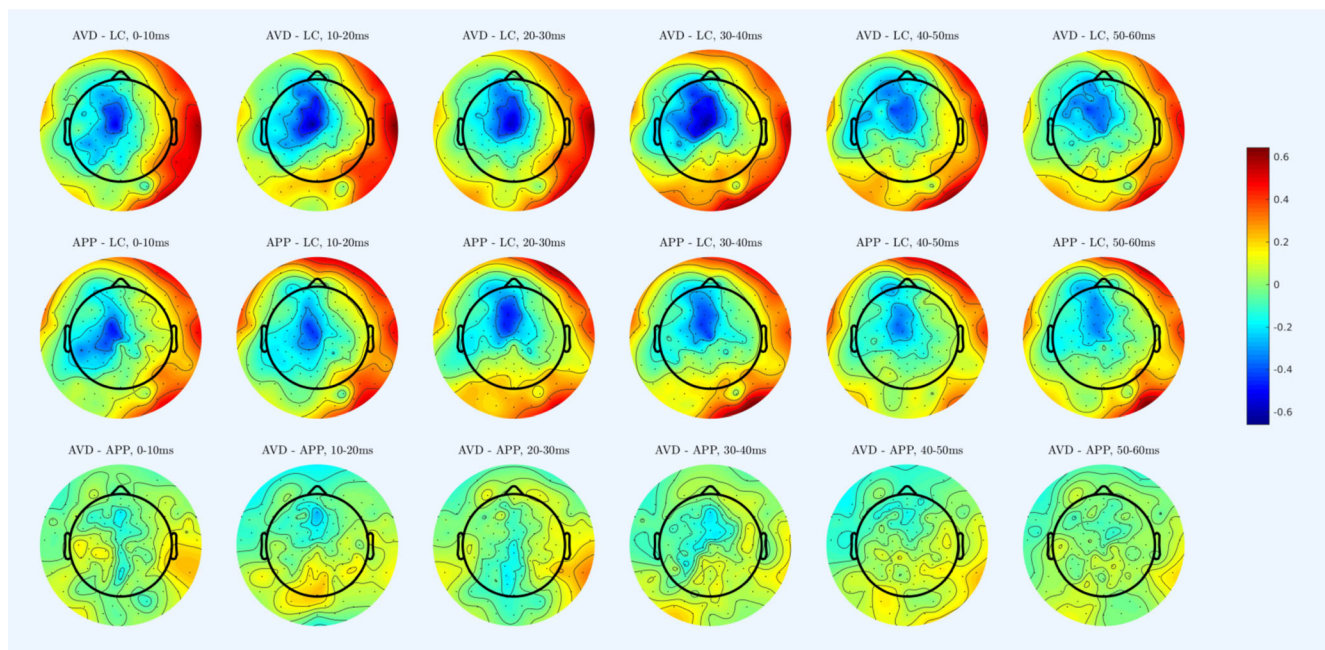 AVD - LC, 0-10ms AVD - LC, 10-20ms AVD - LC, 20-30ms AVD - LC, 30-40ms AVD - LC, 40-50ms AVD - LC, 50-60ms
APP - LC, 0-10ms APP - LC, 10-20ms APP - LC, 20-30ms APP - LC, 30-40ms APP - LC, 40-50ms APP - LC, 50-60ms
AVD - APP, 0-10ms AVD - APP, 10-20ms AVD - APP, 20-30ms AVD - APP, 30-40ms AVD - APP, 40-50ms AVD - APP, 50-60ms
0.6
0.4
0.2
0
-0.2
-0.4
-0.6